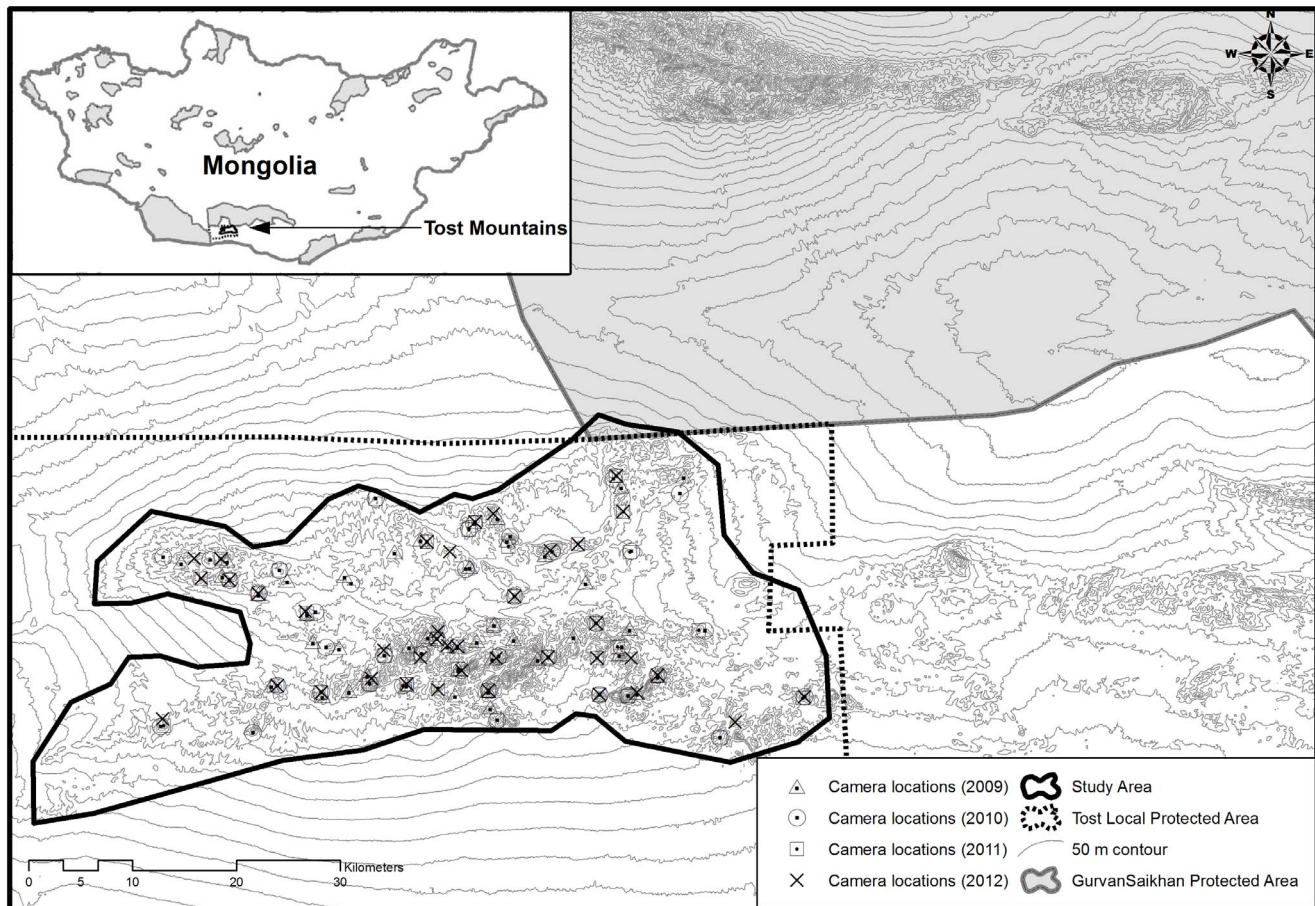 N
W E
S
Mongolia
Tost Mountains
Camera locations (2009) Study Area
Camera locations (2010) Tost Local Protected Area
Camera locations (2011) 50 m contour
Camera locations (2012) GurvanSaikhan Protected Area
Kilometers
0 5 10 20 30